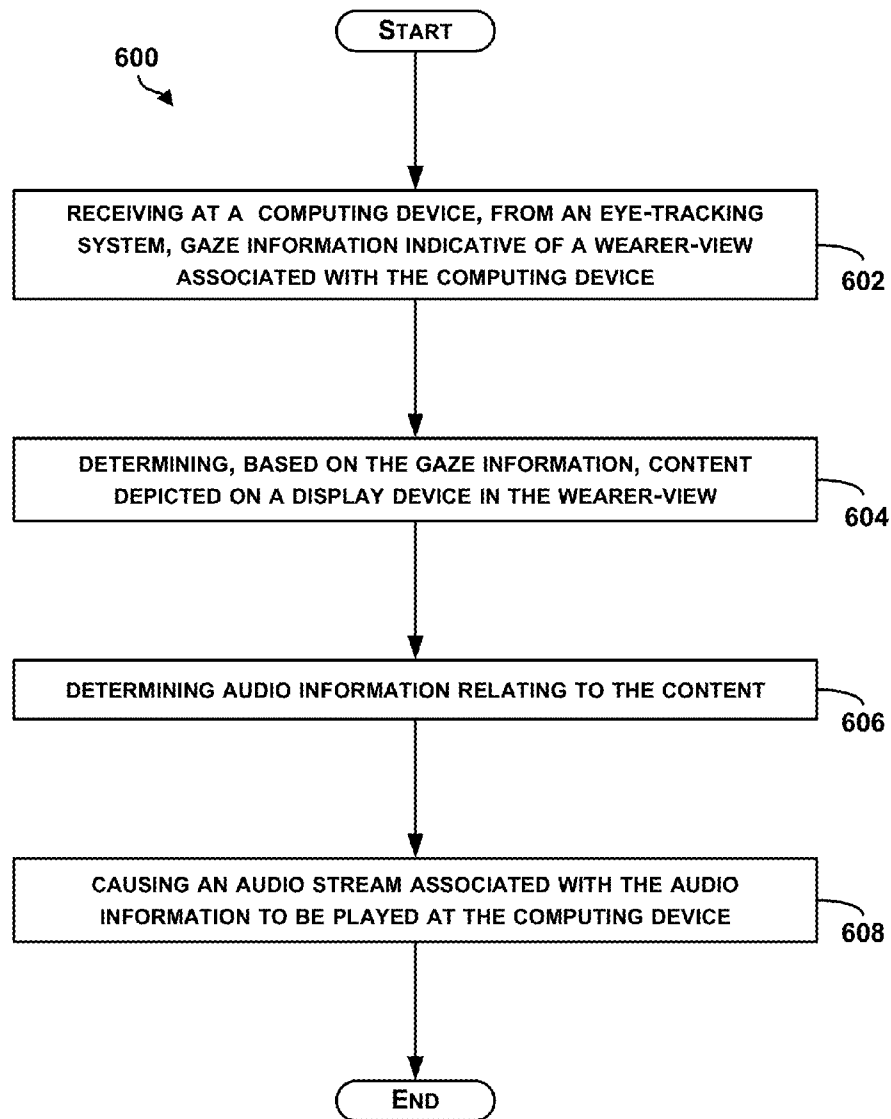 START
600
RECEIVING AT A COMPUTING DEVICE, FROM AN EYE-TRACKING
SYSTEM, GAZE INFORMATION INDICATIVE OF A WEARER-VIEW
ASSOCIATED WITH THE COMPUTING DEVICE
602
DETERMINING, BASED ON THE GAZE INFORMATION, CONTENT
DEPICTED ON A DISPLAY DEVICE IN THE WEARER-VIEW
604
DETERMINING AUDIO INFORMATION RELATING TO THE CONTENT
606
CAUSING AN AUDIO STREAM ASSOCIATED WITH THE AUDIO
INFORMATION TO BE PLAYED AT THE COMPUTING DEVICE
608
END